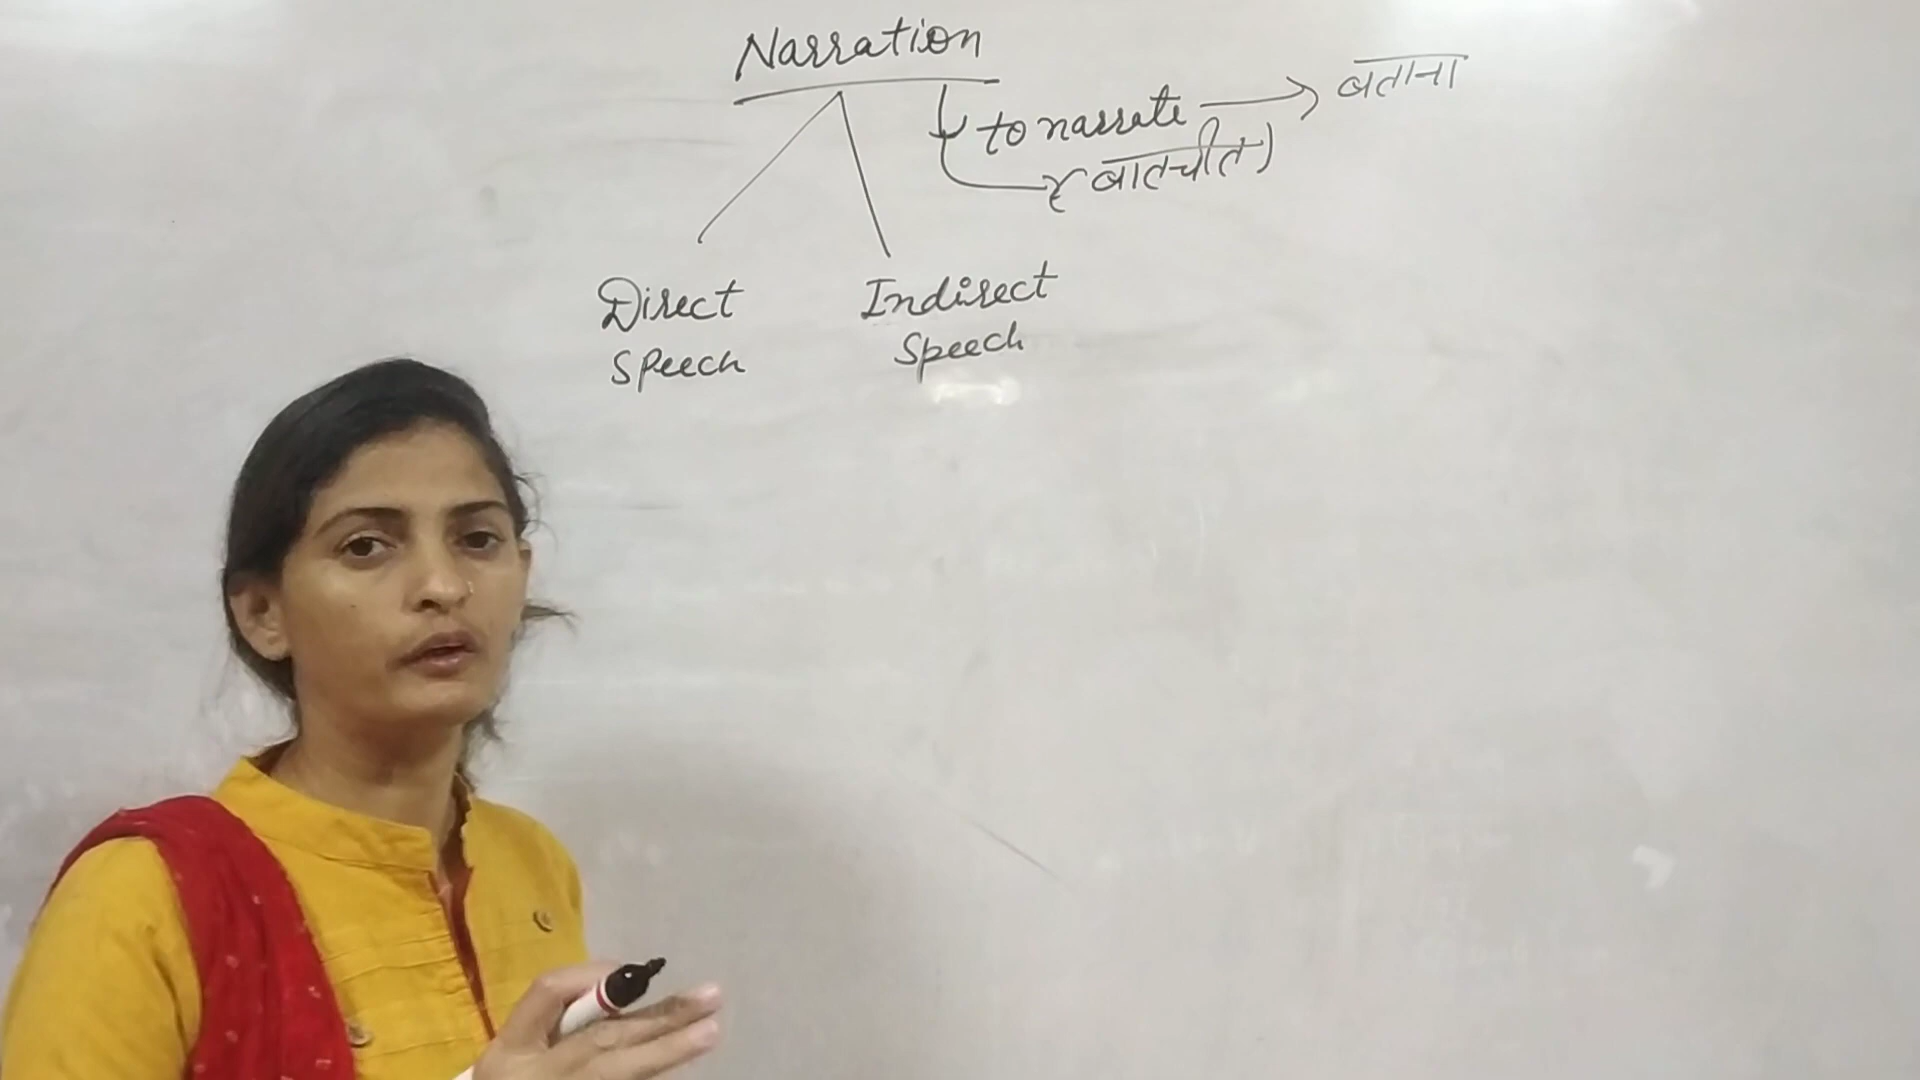 Narration
to narrate → बताना
(बातचीत)
Direct Indirect
Speech Speech